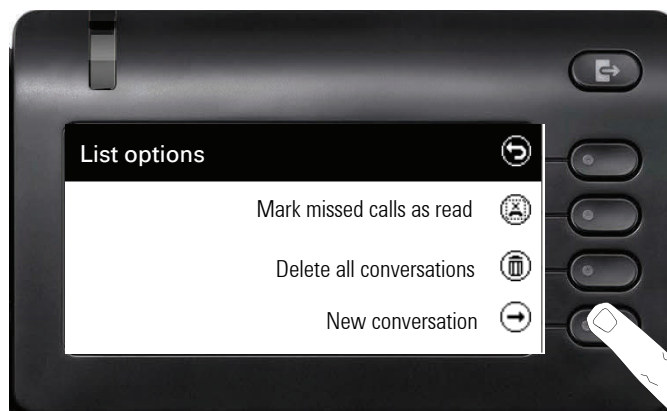 List options
Mark missed calls as read
Delete all conversations
New conversation